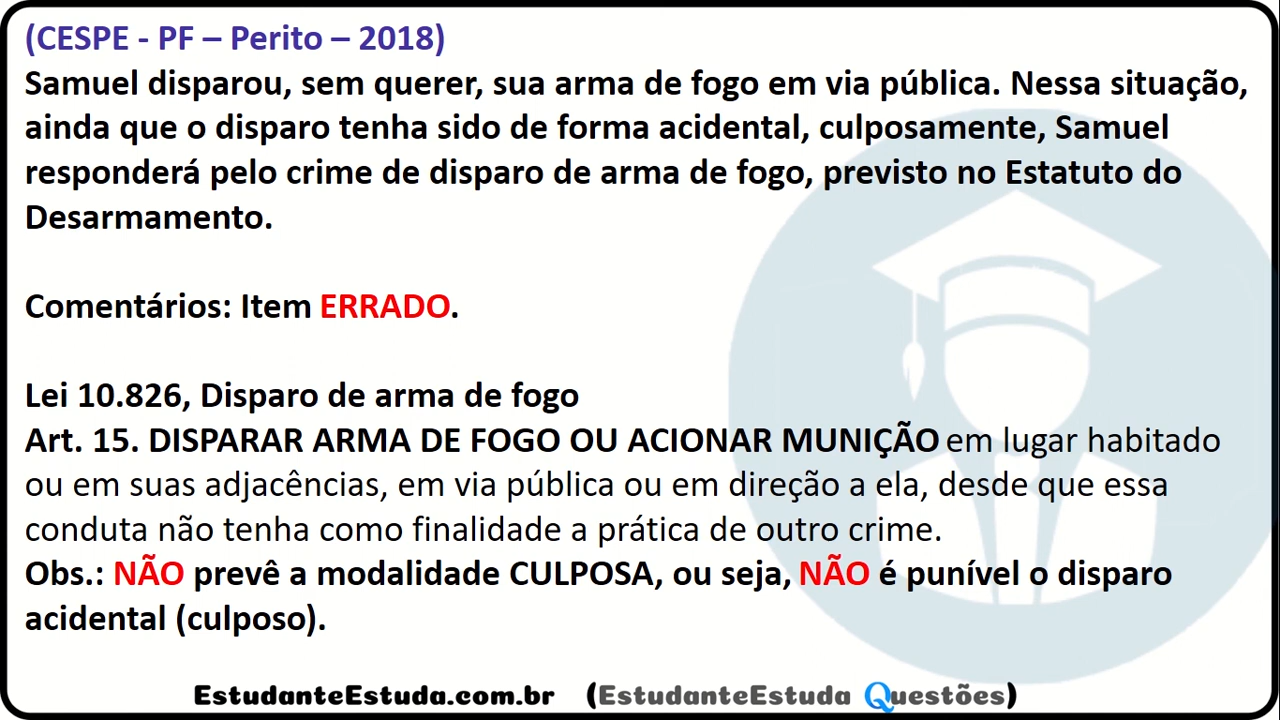 (CESPE - PF – Perito – 2018)
Samuel disparou, sem querer, sua arma de fogo em via pública. Nessa situação,
ainda que o disparo tenha sido de forma acidental, culposamente, Samuel
responderá pelo crime de disparo de arma de fogo, previsto no Estatuto do
Desarmamento.
Comentários: Item ERRADO.
Lei 10.826, Disparo de arma de fogo
Art. 15. DISPARAR ARMA DE FOGO OU ACIONAR MUNIÇÃO em lugar habitado
ou em suas adjacências, em via pública ou em direção a ela, desde que essa
conduta não tenha como finalidade a prática de outro crime.
Obs.: NÃO prevê a modalidade CULPOSA, ou seja, NÃO é punível o disparo
acidental (culposo).
EstudanteEstuda.com.br (EstudanteEstuda Questões)